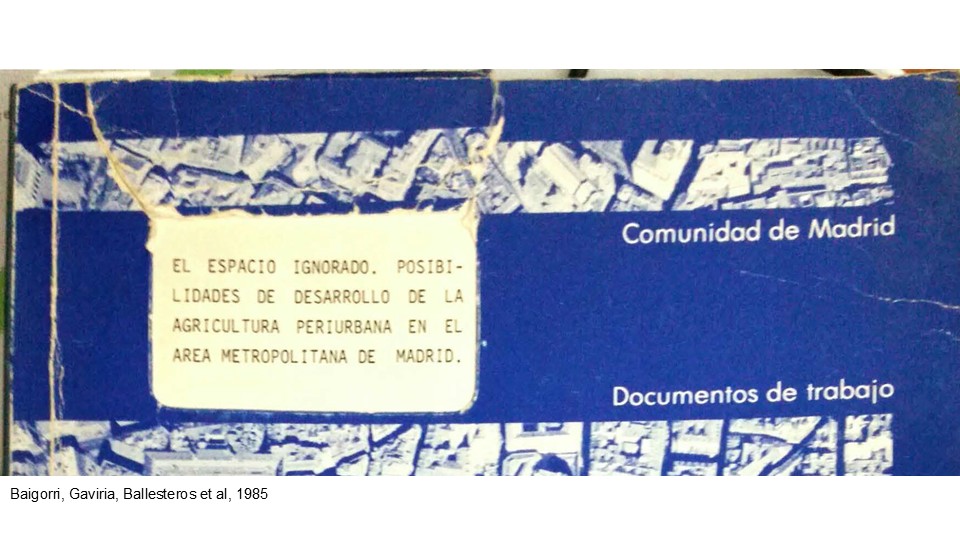 Comunidad de Madrid
EL ESPACIO IGNORADO. POSIBI-
LIDADES DE DESARROLLO DE LA
AGRICULTURA PERIURBANA EN EL
AREA METROPOLITANA DE MADRID.
Documentos de trabajo
Baigorri, Gaviria, Ballesteros et al, 1985